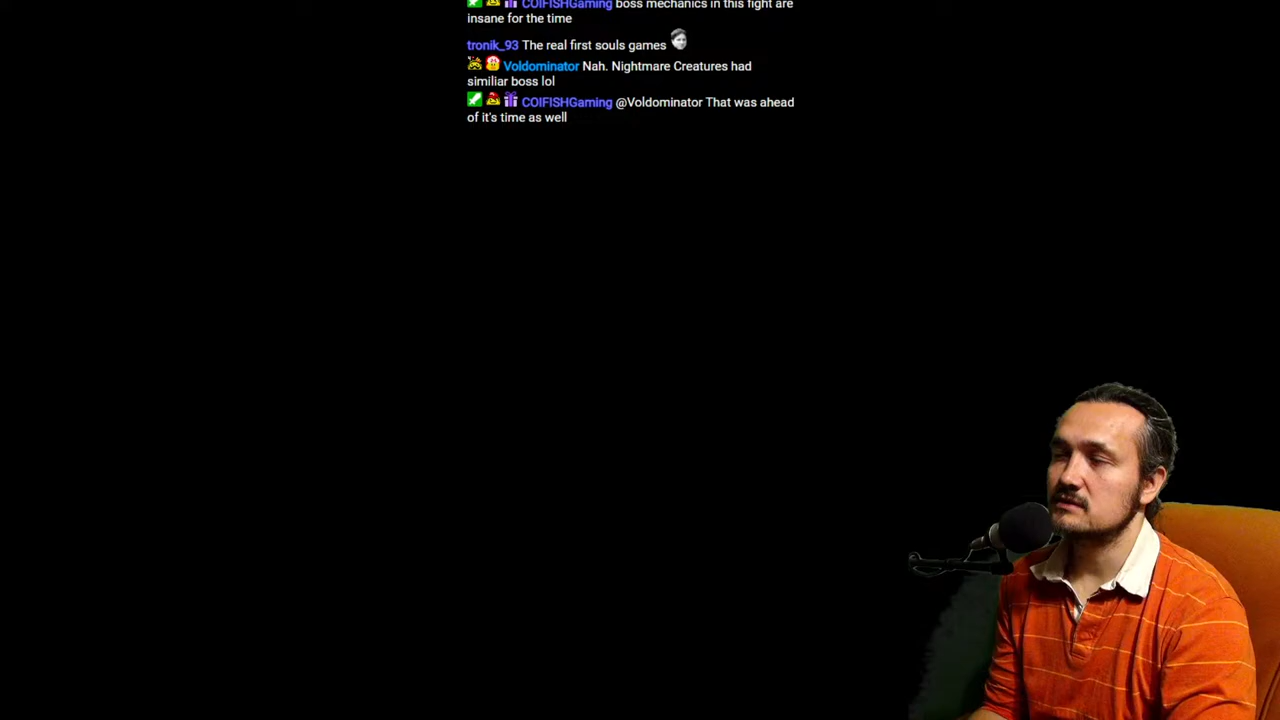 COIFISHGaming boss mechanics in this fight are
insane for the time
tronik_93 The real first souls games
Voldominator Nah. Nightmare Creatures had
similiar boss lol
COIFISHGaming @Voldominator That was ahead
of it's time as well